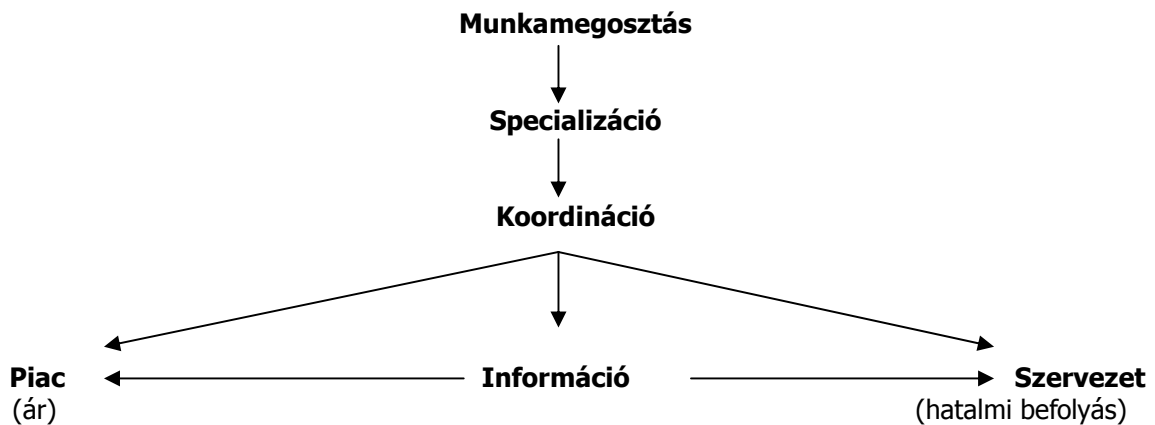 Munkamegosztás
Specializáció
Koordináció
Piac
(ár)
Információ
Szervezet
(hatalmi befolyás)